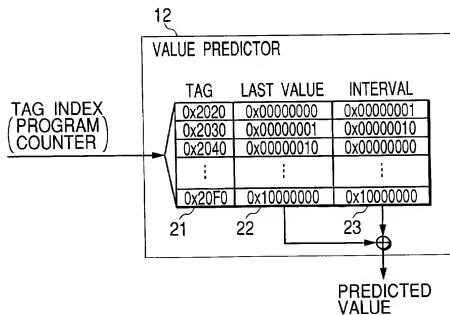 12
VALUE PREDICTOR
TAG LAST VALUE INTERVAL
0x2020 0x00000000 0x00000001
0x2030 0x00000001 0x00000010
0x2040 0x00000010 0x00000000
⋮ ⋮ ⋮
0x20F0 0x10000000 0x10000000
21 22 23
TAG INDEX
(PROGRAM
COUNTER)
PREDICTED
VALUE